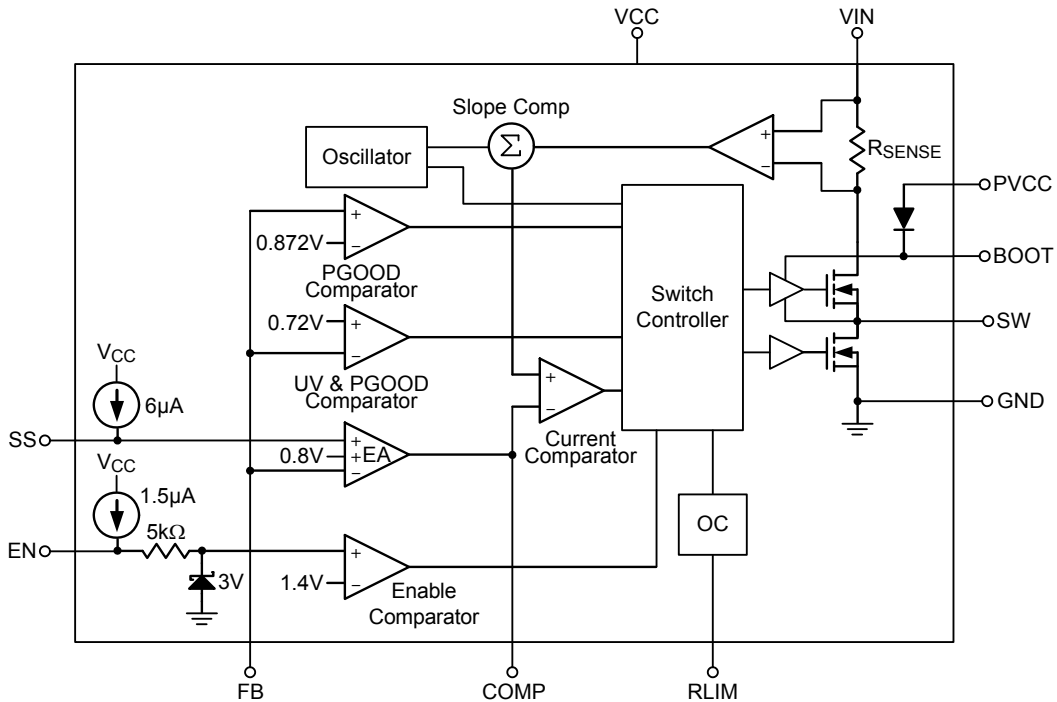 VCC
VIN
Slope Comp
Oscillator
Σ
+
−
RSENSE
PVCC
BOOT
SW
GND
+
0.872V
−
PGOOD
Comparator
Switch
Controller
0.72V
+
−
UV & PGOOD
Comparator
VCC
6μA
SS
+
0.8V
+EA
−
+
−
Current
Comparator
VCC
1.5μA
5kΩ
EN
3V
+
1.4V
−
Enable
Comparator
OC
FB
COMP
RLIM